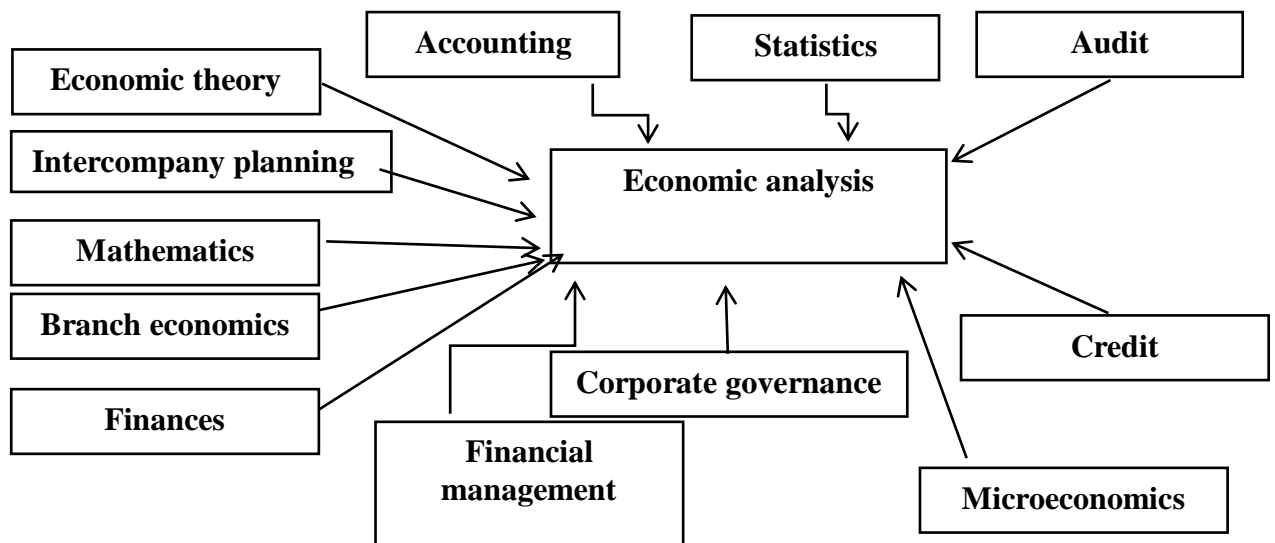 Accounting
Statistics
Audit
Economic theory
Intercompany planning
Economic analysis
Mathematics
Branch economics
Credit
Corporate governance
Finances
Financial
management
Microeconomics